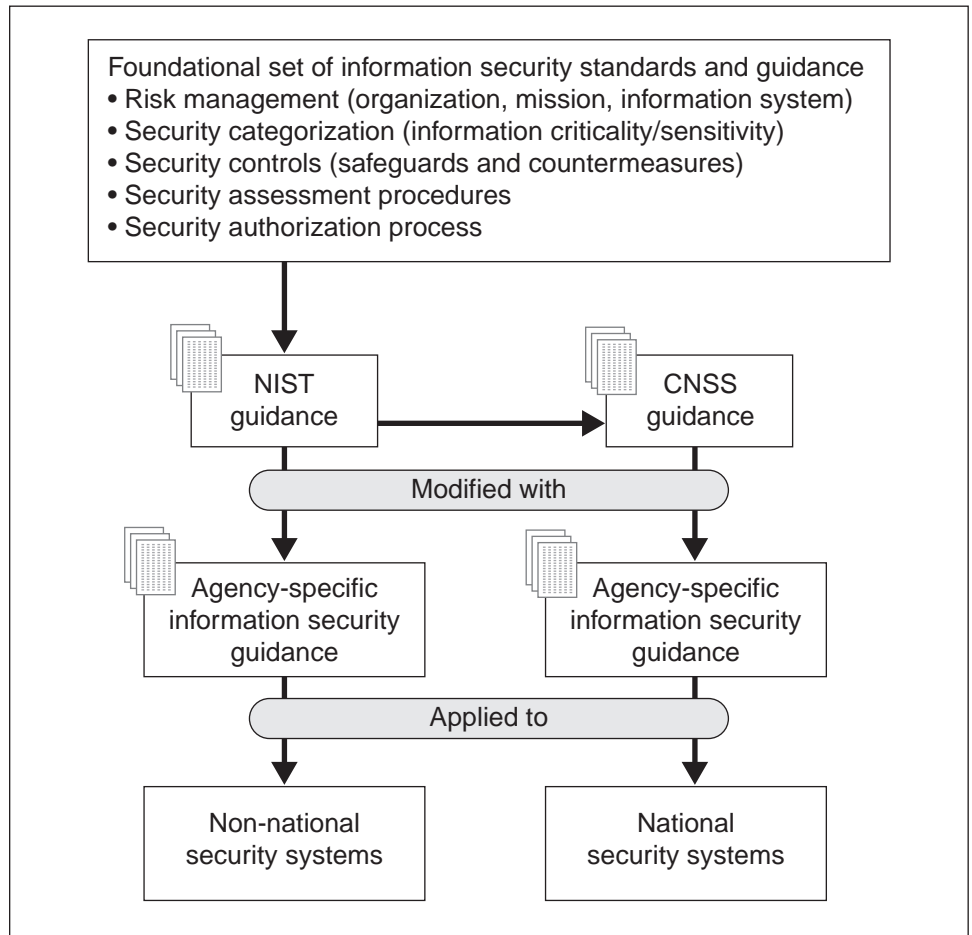 Foundational set of information security standards and guidance
• Risk management (organization, mission, information system)
• Security categorization (information criticality/sensitivity)
• Security controls (safeguards and countermeasures)
• Security assessment procedures
• Security authorization process
NIST
guidance
CNSS
guidance
Modified with
Agency-specific
information security
guidance
Agency-specific
information security
guidance
Applied to
Non-national
security systems
National
security systems